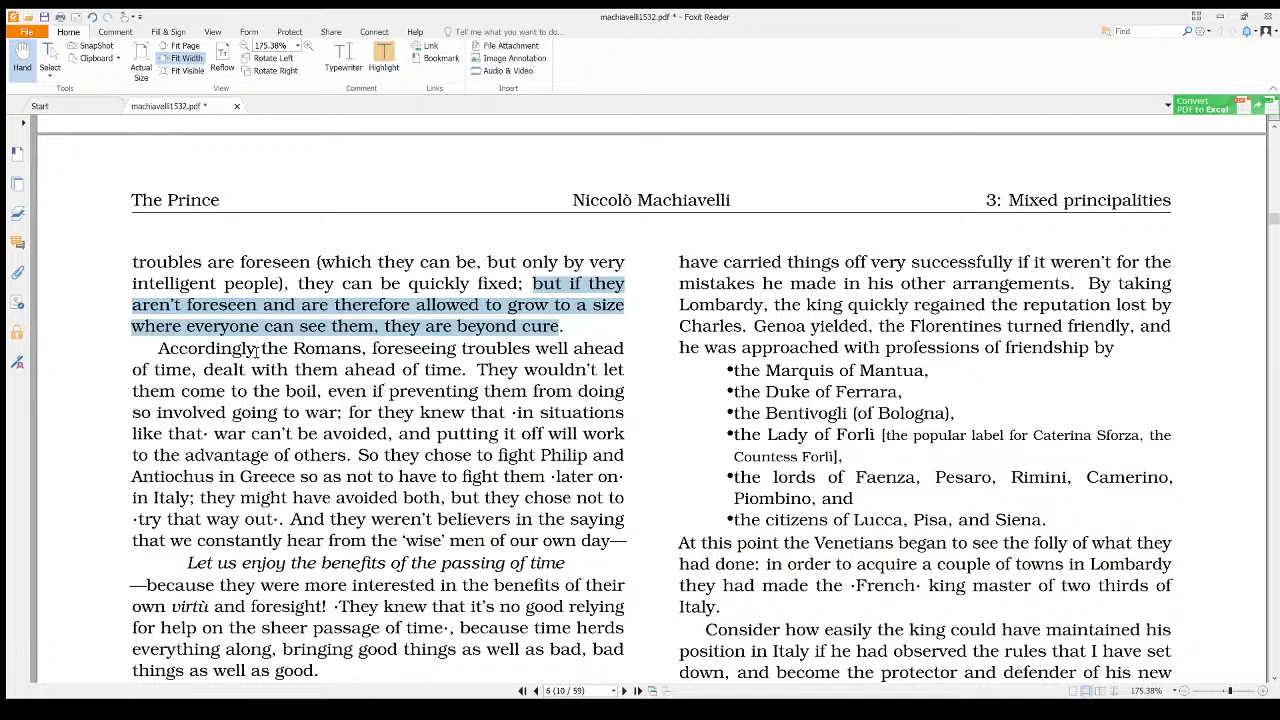 machiavelli1532.pdf * - Foxit Reader
File Home Comment Fill & Sign View Form Protect Share Connect Help Tell me what you want to do... Find
SnapShot
Clipboard
Hand Select
Actual Size
Fit Page
Fit Width
Fit Visible
Reflow
175.38%
Rotate Left
Rotate Right
Typewriter Highlight
Link
Bookmark
File Attachment
Image Annotation
Audio & Video
Tools View Comment Links Insert
Start machiavelli1532.pdf *
Convert
PDF to Excel
The Prince Niccolò Machiavelli 3: Mixed principalities
troubles are foreseen (which they can be, but only by very
intelligent people), they can be quickly fixed; but if they
aren't foreseen and are therefore allowed to grow to a size
where everyone can see them, they are beyond cure.
Accordingly the Romans, foreseeing troubles well ahead
of time, dealt with them ahead of time. They wouldn't let
them come to the boil, even if preventing them from doing
so involved going to war; for they knew that ·in situations
like that· war can't be avoided, and putting it off will work
to the advantage of others. So they chose to fight Philip and
Antiochus in Greece so as not to have to fight them ·later on·
in Italy; they might have avoided both, but they chose not to
·try that way out·. And they weren't believers in the saying
that we constantly hear from the 'wise' men of our own day—
Let us enjoy the benefits of the passing of time
—because they were more interested in the benefits of their
own virtù and foresight! ·They knew that it's no good relying
for help on the sheer passage of time·, because time herds
everything along, bringing good things as well as bad, bad
things as well as good.
have carried things off very successfully if it weren't for the
mistakes he made in his other arrangements. By taking
Lombardy, the king quickly regained the reputation lost by
Charles. Genoa yielded, the Florentines turned friendly, and
he was approached with professions of friendship by
•the Marquis of Mantua,
•the Duke of Ferrara,
•the Bentivogli (of Bologna),
•the Lady of Forlì [the popular label for Caterina Sforza, the
Countess Forlì],
•the lords of Faenza, Pesaro, Rimini, Camerino,
Piombino, and
•the citizens of Lucca, Pisa, and Siena.
At this point the Venetians began to see the folly of what they
had done: in order to acquire a couple of towns in Lombardy
they had made the ·French· king master of two thirds of
Italy.
Consider how easily the king could have maintained his
position in Italy if he had observed the rules that I have set
down, and become the protector and defender of his new
6 (10 / 59) 175.38%